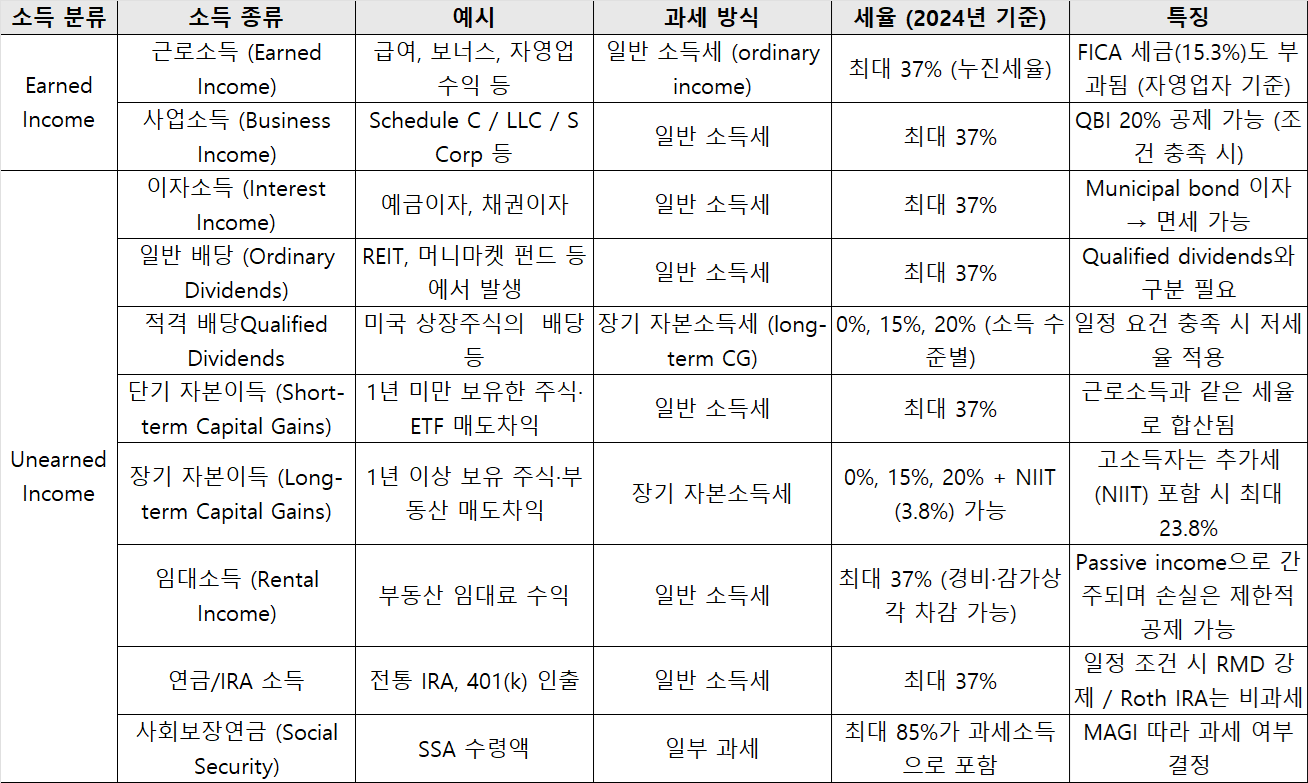 소득 분류 소득 종류 예시 과세 방식 세율 (2024년 기준) 특징
Earned
Income
근로소득 (Earned
Income)
급여, 보너스, 자영업
수익 등
일반 소득세 (ordinary
income)
최대 37% (누진세율)
FICA 세금(15.3%)도 부
과됨 (자영업자 기준)
사업소득 (Business
Income)
Schedule C / LLC / S
Corp 등
일반 소득세
최대 37%
QBI 20% 공제 가능 (조
건 충족 시)
Unearned
Income
이자소득 (Interest
Income)
예금이자, 채권이자
일반 소득세
최대 37%
Municipal bond 이자
→ 면세 가능
일반 배당 (Ordinary
Dividends)
REIT, 머니마켓 펀드 등
에서 발생
일반 소득세
최대 37%
Qualified dividends와
구분 필요
적격 배당Qualified
Dividends
미국 상장주식의 배당
등
장기 자본소득세 (long-
term CG)
0%, 15%, 20% (소득 수
준별)
일정 요건 충족 시 저세
율 적용
단기 자본이득 (Short-
term Capital Gains)
1년 미만 보유한 주식·
ETF 매도차익
일반 소득세
최대 37%
근로소득과 같은 세율
로 합산됨
장기 자본이득 (Long-
term Capital Gains)
1년 이상 보유 주식·부
동산 매도차익
장기 자본소득세
0%, 15%, 20% + NIIT
(3.8%) 가능
고소득자는 추가세
(NIIT) 포함 시 최대
23.8%
임대소득 (Rental
Income)
부동산 임대료 수익
일반 소득세
최대 37% (경비·감가상
각 차감 가능)
Passive income으로 간
주되며 손실은 제한적
공제 가능
연금/IRA 소득
전통 IRA, 401(k) 인출
일반 소득세
최대 37%
일정 조건 시 RMD 강
제 / Roth IRA는 비과세
사회보장연금 (Social
Security)
SSA 수령액
일부 과세
최대 85%가 과세소득
으로 포함
MAGI 따라 과세 여부
결정